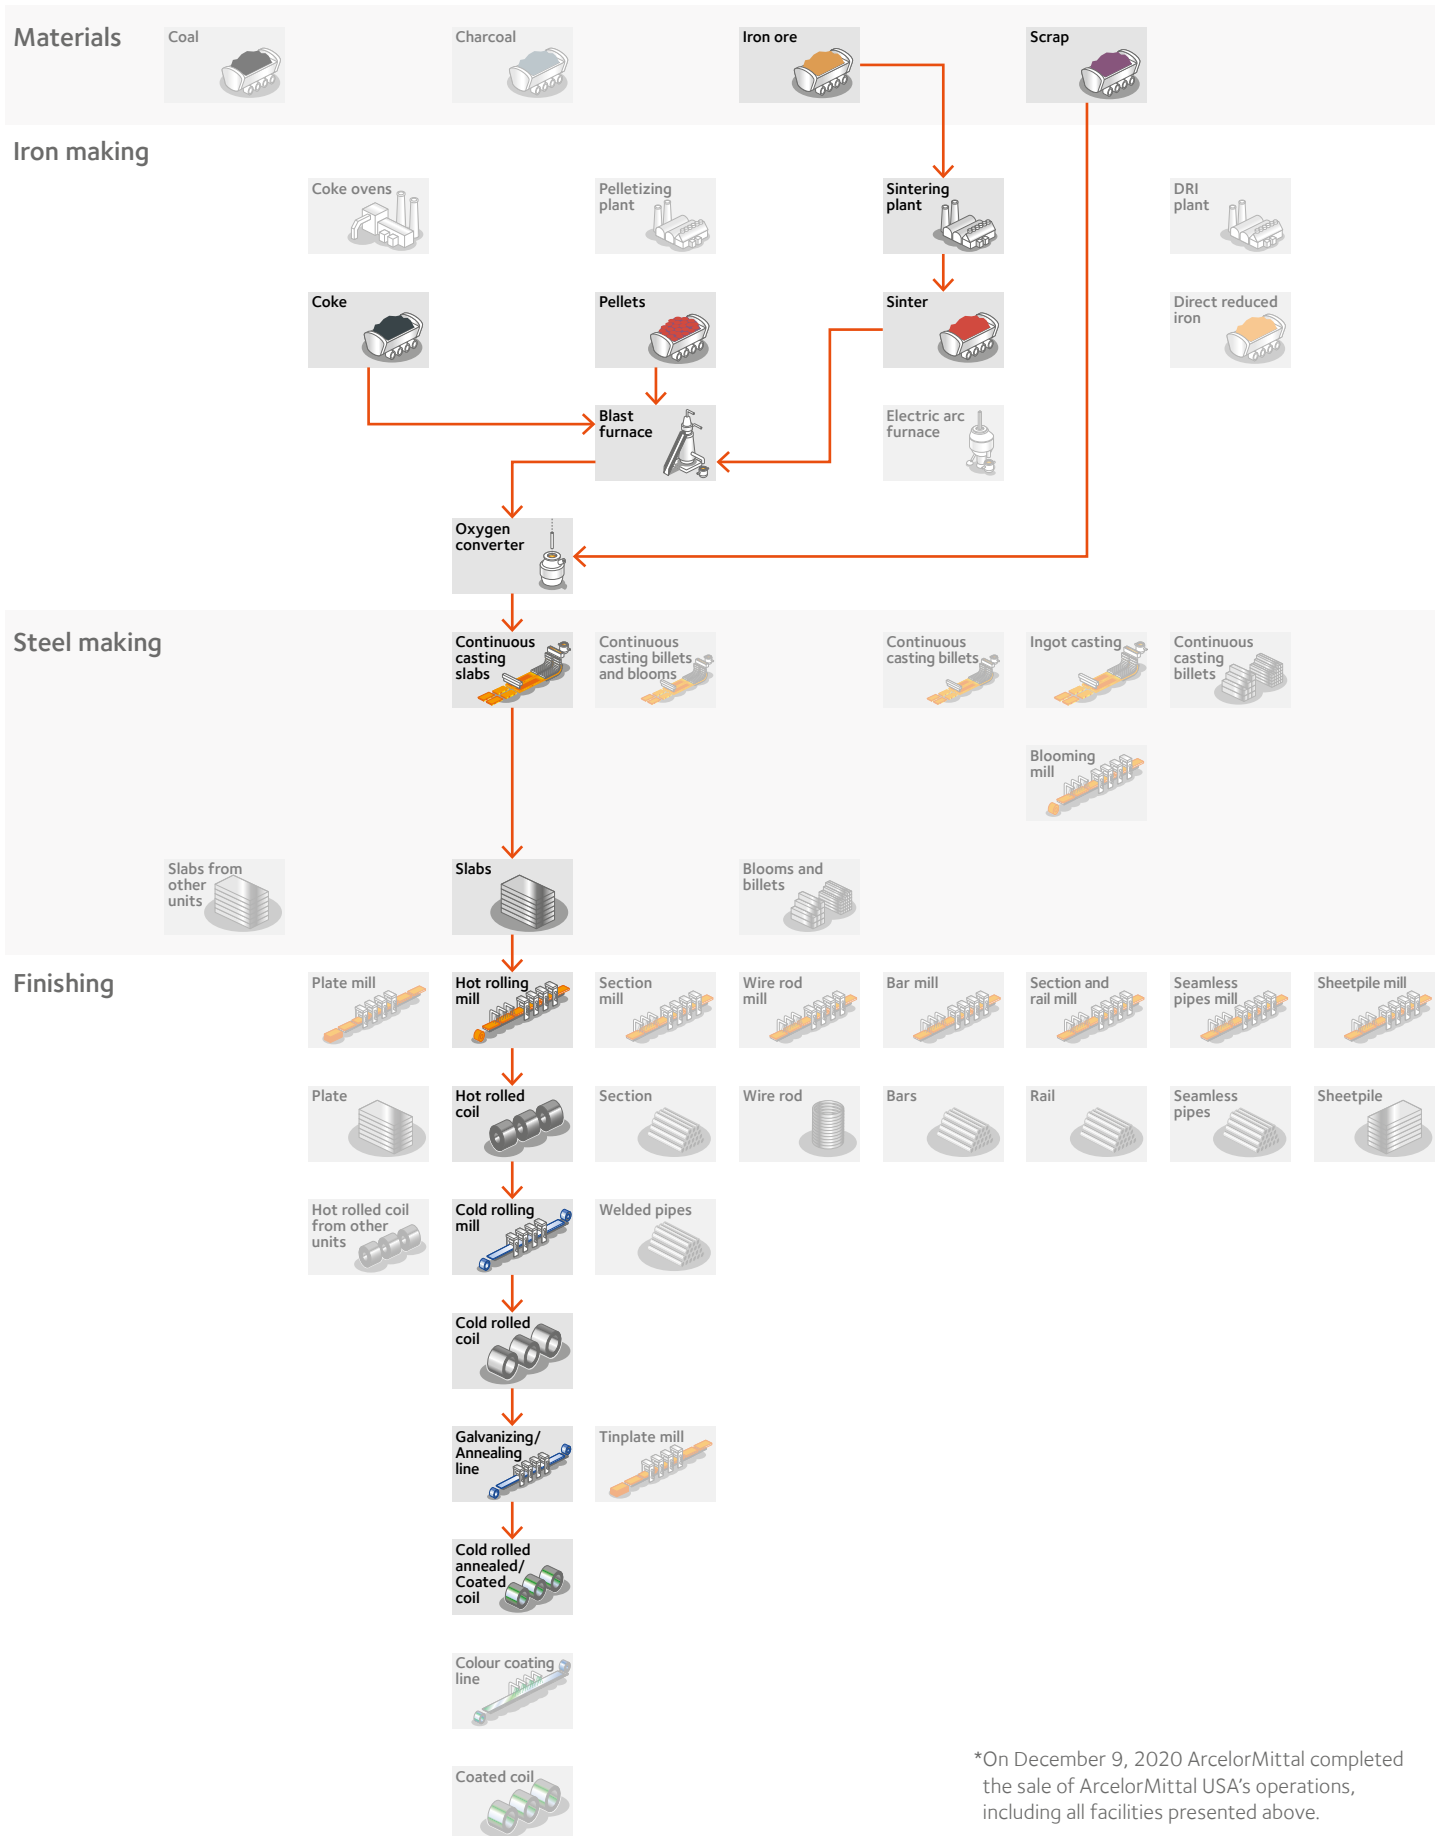 Materials
Coal
Charcoal
Iron ore
Scrap
Iron making
Coke ovens
Pelletizing
plant
Sintering
plant
DRI
plant
Coke
Pellets
Sinter
Direct reduced
iron
Blast
furnace
Electric arc
furnace
Oxygen
converter
Steel making
Continuous
casting
slabs
Continuous
casting billets
and blooms
Continuous
casting billets
Ingot casting
Continuous
casting
billets
Blooming
mill
Slabs from
other
units
Slabs
Blooms and
billets
Finishing
Plate mill
Hot rolling
mill
Section
mill
Wire rod
mill
Bar mill
Section and
rail mill
Seamless
pipes mill
Sheetpile mill
Plate
Hot rolled
coil
Section
Wire rod
Bars
Rail
Seamless
pipes
Sheetpile
Hot rolled coil
from other
units
Cold rolling
mill
Welded pipes
Cold rolled
coil
Galvanizing/
Annealing
line
Tinplate mill
Cold rolled
annealed/
Coated
coil
Colour coating
line
Coated coil
*On December 9, 2020 ArcelorMittal completed
the sale of ArcelorMittal USA's operations,
including all facilities presented above.